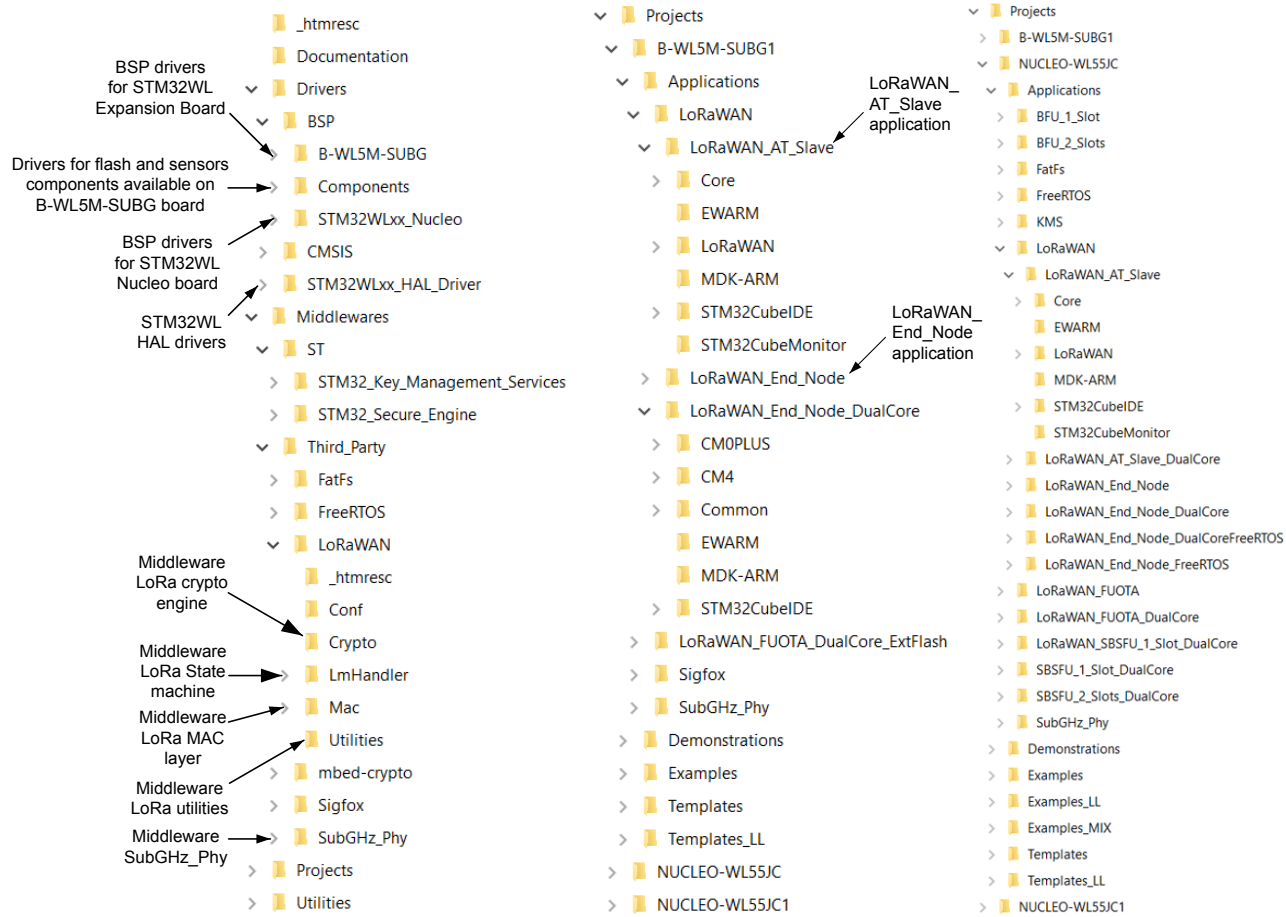 _htmresc
Documentation
Drivers
BSP
B-WL5M-SUBG
Components
STM32WLxx_Nucleo
CMSIS
STM32WLxx_HAL_Driver
Middlewares
ST
STM32_Key_Management_Services
STM32_Secure_Engine
Third_Party
FatFs
FreeRTOS
LoRaWAN
_htmresc
Conf
Crypto
LmHandler
Mac
Utilities
mbed-crypto
Sigfox
SubGHz_Phy
Projects
Utilities
BSP drivers
for STM32WL
Expansion Board
Drivers for flash and sensors
components available on
B-WL5M-SUBG board
BSP drivers
for STM32WL
Nucleo board
STM32WL
HAL drivers
Middleware
LoRa crypto
engine
Middleware
LoRa State
machine
Middleware
LoRa MAC
layer
Middleware
LoRa utilities
Middleware
SubGHz_Phy
Projects
B-WL5M-SUBG1
Applications
LoRaWAN
LoRaWAN_AT_Slave
Core
EWARM
LoRaWAN
MDK-ARM
STM32CubeIDE
STM32CubeMonitor
LoRaWAN_End_Node
LoRaWAN_End_Node_DualCore
CM0PLUS
CM4
Common
EWARM
MDK-ARM
STM32CubeIDE
LoRaWAN_FUOTA_DualCore_ExtFlash
Sigfox
SubGHz_Phy
Demonstrations
Examples
Templates
Templates_LL
NUCLEO-WL55JC
NUCLEO-WL55JC1
LoRaWAN_
AT_Slave
application
LoRaWAN_
End_Node
application
Projects
B-WL5M-SUBG1
NUCLEO-WL55JC
Applications
BFU_1_Slot
BFU_2_Slots
FatFs
FreeRTOS
KMS
LoRaWAN
LoRaWAN_AT_Slave
Core
EWARM
LoRaWAN
MDK-ARM
STM32CubeIDE
STM32CubeMonitor
LoRaWAN_AT_Slave_DualCore
LoRaWAN_End_Node
LoRaWAN_End_Node_DualCore
LoRaWAN_End_Node_DualCoreFreeRTOS
LoRaWAN_End_Node_FreeRTOS
LoRaWAN_FUOTA
LoRaWAN_FUOTA_DualCore
LoRaWAN_SBSFU_1_Slot_DualCore
SBSFU_1_Slot_DualCore
SBSFU_2_Slots_DualCore
SubGHz_Phy
Demonstrations
Examples
Examples_LL
Examples_MIX
Templates
Templates_LL
NUCLEO-WL55JC1